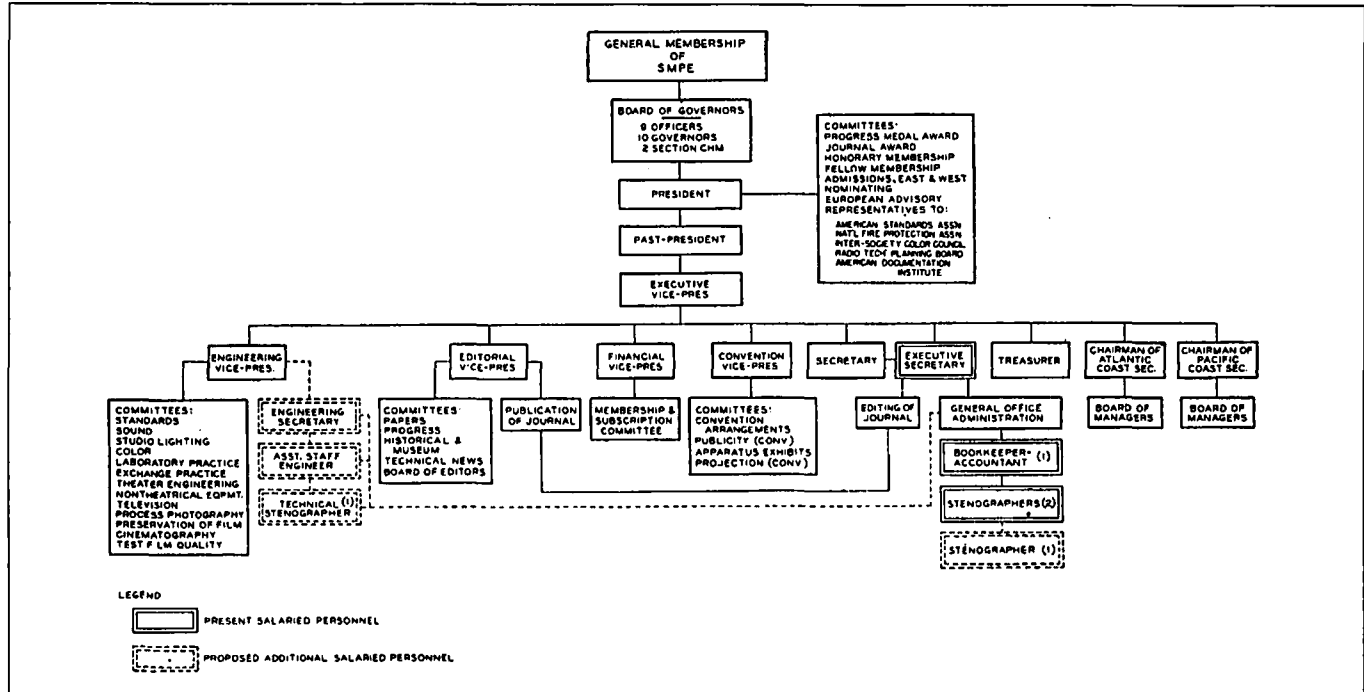 GENERAL MEMBERSHIP
OF
SMPE
BOARD OF GOVERNORS
9 OFFICERS
10 GOVERNORS
2 SECTION CHM
COMMITTEES:
PROGRESS MEDAL AWARD
JOURNAL AWARD
HONORARY MEMBERSHIP
FELLOW MEMBERSHIP
ADMISSIONS, EAST & WEST
NOMINATING
EUROPEAN ADVISORY
REPRESENTATIVES TO:
AMERICAN STANDARDS ASSN
NAT'L FIRE PROTECTION ASSN
INTER-SOCIETY COLOR COUNCIL
RADIO TECH PLANNING BOARD
AMERICAN DOCUMENTATION
INSTITUTE
PRESIDENT
PAST-PRESIDENT
EXECUTIVE
VICE-PRES
ENGINEERING
VICE-PRES.
EDITORIAL
VICE-PRES
FINANCIAL
VICE-PRES
CONVENTION
VICE-PRES
SECRETARY
EXECUTIVE
SECRETARY
TREASURER
CHAIRMAN OF
ATLANTIC
COAST SEC.
CHAIRMAN OF
PACIFIC
COAST SEC.
COMMITTEES:
STANDARDS
SOUND
STUDIO LIGHTING
COLOR
LABORATORY PRACTICE
EXCHANGE PRACTICE
THEATER ENGINEERING
NONTHEATRICAL EQPMT.
TELEVISION
PROCESS PHOTOGRAPHY
PRESERVATION OF FILM
CINEMATOGRAPHY
TEST FILM QUALITY
ENGINEERING
SECRETARY
ASST. STAFF
ENGINEER
TECHNICAL (1)
STENOGRAPHER
COMMITTEES:
PAPERS
PROGRESS
HISTORICAL &
MUSEUM
TECHNICAL NEWS
BOARD OF EDITORS
PUBLICATION
OF JOURNAL
MEMBERSHIP &
SUBSCRIPTION
COMMITTEE
COMMITTEES:
CONVENTION
ARRANGEMENTS
PUBLICITY (CONV)
APPARATUS EXHIBITS
PROJECTION (CONV)
EDITING OF
JOURNAL
GENERAL OFFICE
ADMINISTRATION
BOOKKEEPER-
ACCOUNTANT (1)
STENOGRAPHERS (2)
STENOGRAPHER (1)
BOARD OF
MANAGERS
BOARD OF
MANAGERS
LEGEND
PRESENT SALARIED PERSONNEL
PROPOSED ADDITIONAL SALARIED PERSONNEL